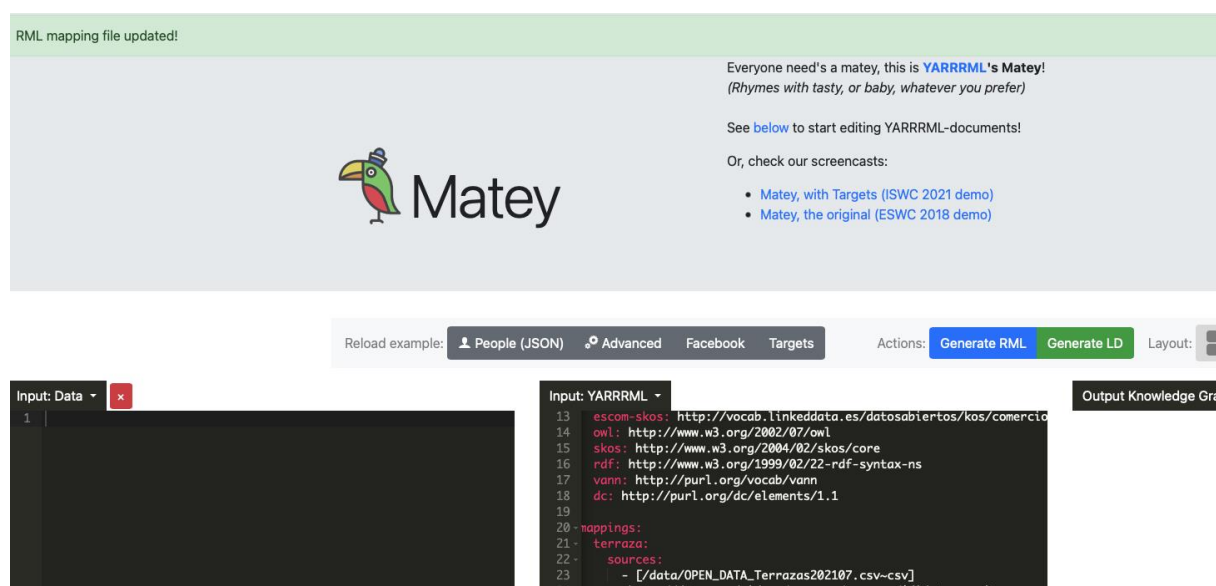 RML mapping file updated!
Everyone need's a matey, this is YARRRML's Matey!
(Rhymes with tasty, or baby, whatever you prefer)
See below to start editing YARRRML-documents!
Or, check our screencasts:
Matey, with Targets (ISWC 2021 demo)
Matey, the original (ESWC 2018 demo)
Matey
Reload example: People (JSON) Advanced Facebook Targets Actions: Generate RML Generate LD Layout:
Input: Data × Input: YARRRML Output Knowledge Gra
1
13 escom-skos: http://vocab.linkeddata.es/datosabiertos/kos/comercio
14 owl: http://www.w3.org/2002/07/owl
15 skos: http://www.w3.org/2004/02/skos/core
16 rdf: http://www.w3.org/1999/02/22-rdf-syntax-ns
17 vann: http://purl.org/vocab/vann
18 dc: http://purl.org/dc/elements/1.1
19
20 mappings:
21 terraza:
22 sources:
23 - [/data/OPEN_DATA_Terrazas202107.csv~csv]